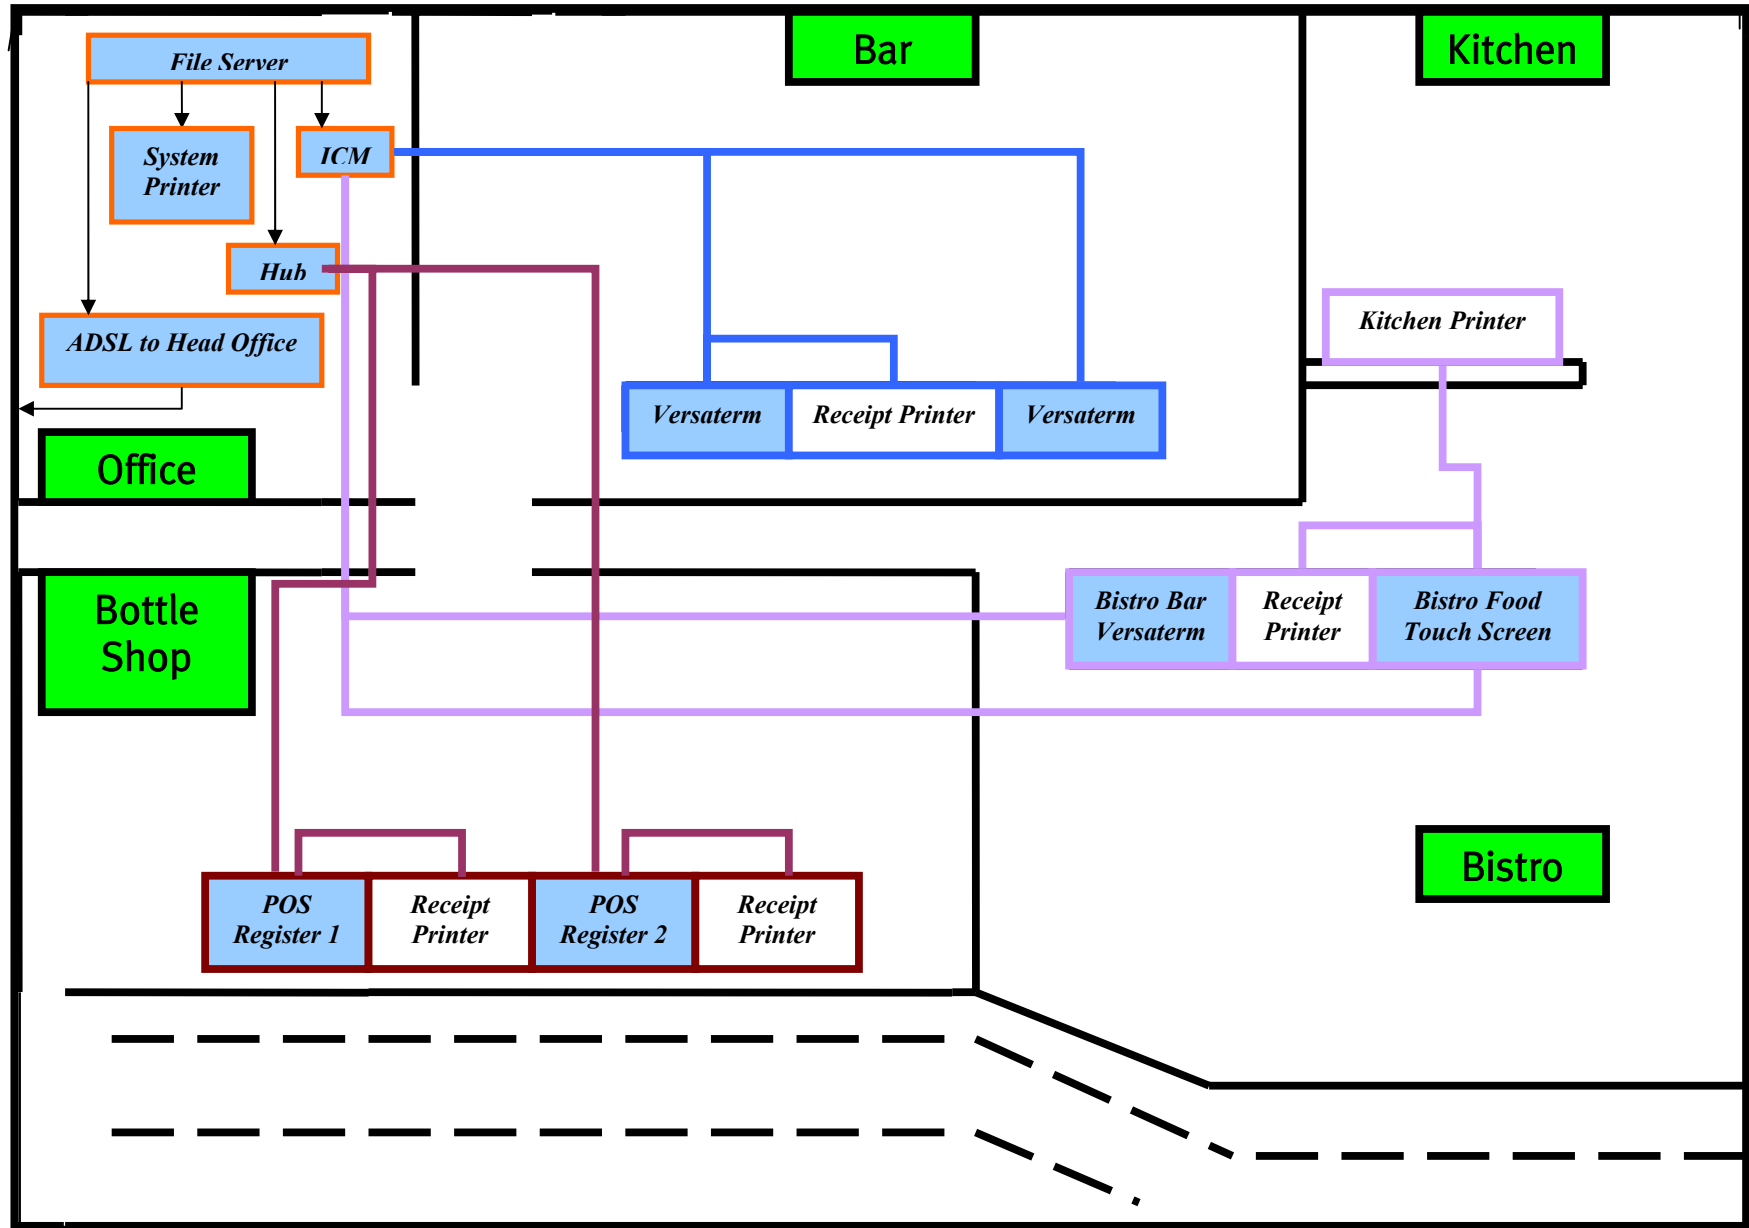 File Server
Bar
Kitchen
System
Printer
ICM
Hub
ADSL to Head Office
Kitchen Printer
Versaterm
Receipt Printer
Versaterm
Office
Bottle
Shop
Bistro Bar
Versaterm
Receipt
Printer
Bistro Food
Touch Screen
Bistro
POS
Register 1
Receipt
Printer
POS
Register 2
Receipt
Printer